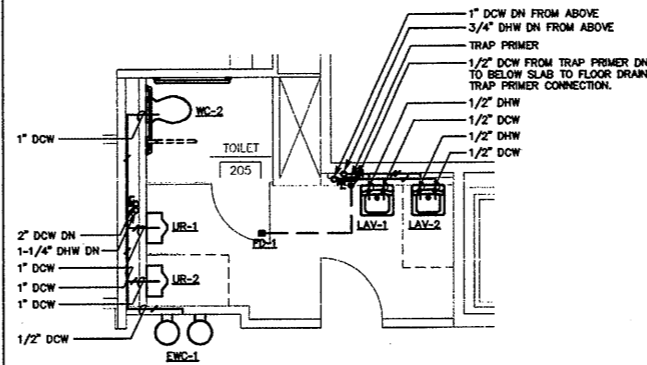 1" DCW DN FROM ABOVE
3/4" DHW DN FROM ABOVE
TRAP PRIMER
1/2" DCW FROM TRAP PRIMER DN
TO BELOW SLAB TO FLOOR DRAIN
TRAP PRIMER CONNECTION.
1/2" DHW
1/2" DCW
1/2" DHW
1/2" DCW
WC-2
1" DCW
TOILET
205
LAV-1
LAV-2
UR-1
FD-1
2" DCW DN
1-1/4" DHW DN
1" DCW
1" DCW
1" DCW
UR-2
1/2" DCW
EWC-1